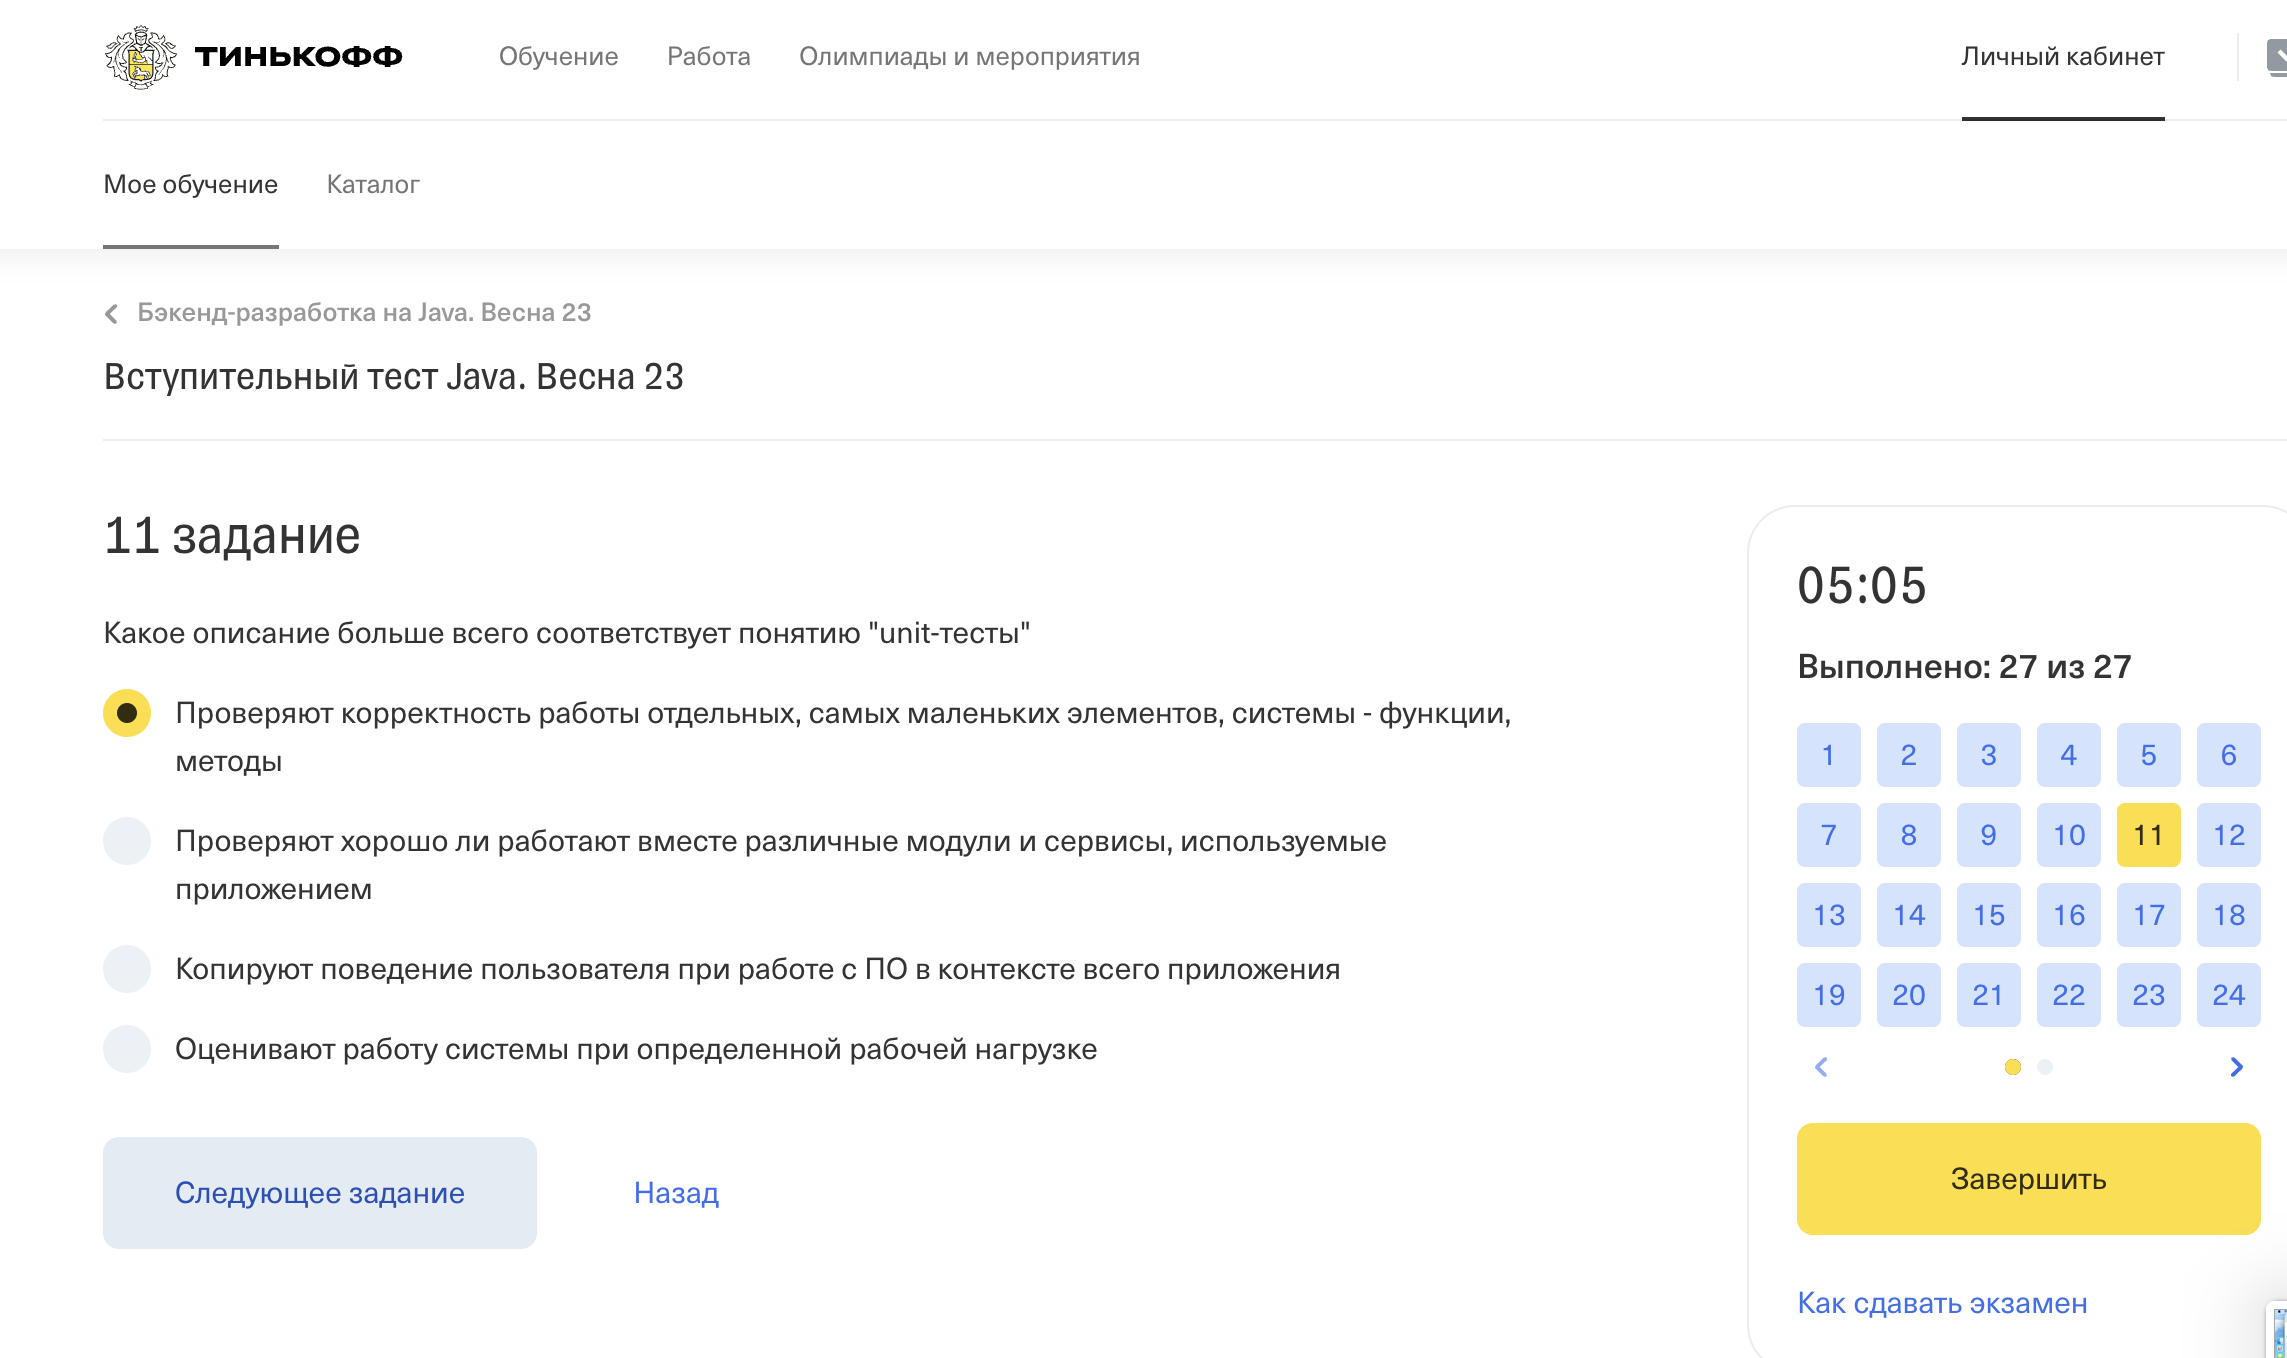 ТИНЬКОФФ
Обучение
Работа
Олимпиады и мероприятия
Личный кабинет
Мое обучение
Каталог
Бэкенд-разработка на Java. Весна 23
Вступительный тест Java. Весна 23
11 задание
Какое описание больше всего соответствует понятию "unit-тесты"
Проверяют корректность работы отдельных, самых маленьких элементов, системы - функции,
методы
Проверяют хорошо ли работают вместе различные модули и сервисы, используемые
приложением
Копируют поведение пользователя при работе с ПО в контексте всего приложения
Оценивают работу системы при определенной рабочей нагрузке
Следующее задание
Назад
05:05
Выполнено: 27 из 27
1 2 3 4 5 6
7 8 9 10 11 12
13 14 15 16 17 18
19 20 21 22 23 24
Завершить
Как сдавать экзамен